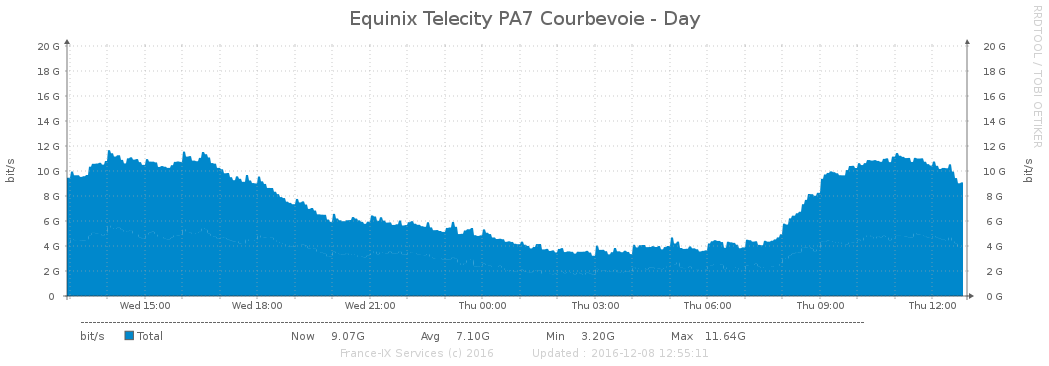 Equinix Telecity PA7 Courbevoie - Day
RRDTOOL / TOBI OETIKER
bit/s
20 G
18 G
16 G
14 G
12 G
10 G
8 G
6 G
4 G
2 G
0
20 G
18 G
16 G
14 G
12 G
10 G
8 G
6 G
4 G
2 G
0 G
bit/s
Wed 15:00 Wed 18:00 Wed 21:00 Thu 00:00 Thu 03:00 Thu 06:00 Thu 09:00 Thu 12:00
bit/s Total Now 9.07G Avg 7.10G Min 3.20G Max 11.64G
France-IX Services (c) 2016 Updated : 2016-12-08 12:55:11